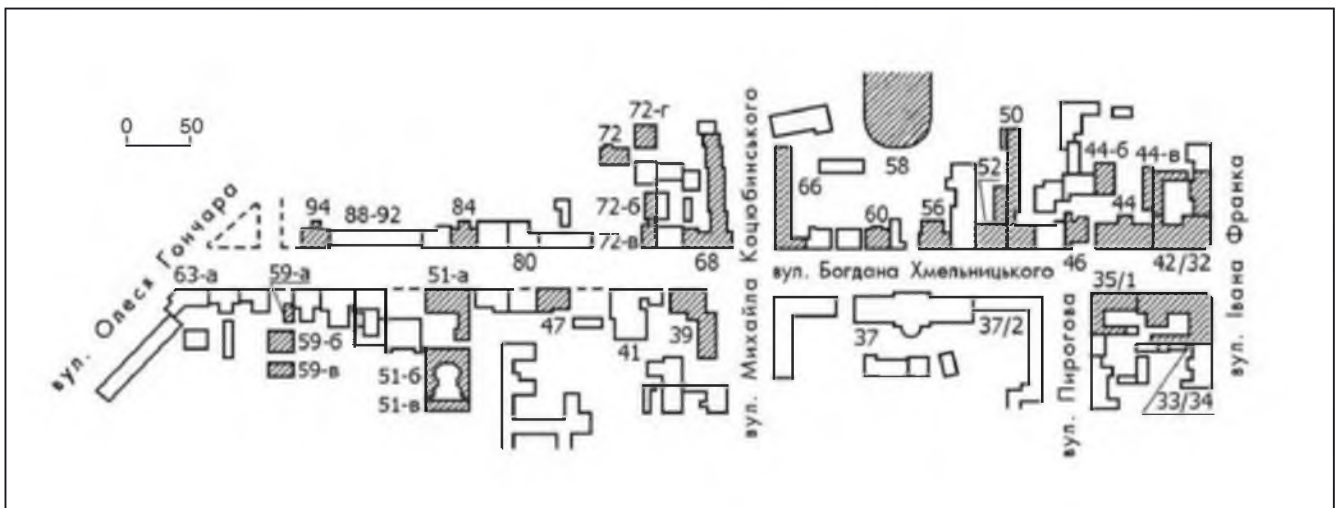 0 50
вул. Олеся Гончара
94
88-92
84
80
72
72-г
72-б
72-в
68
66
58
60
56
52
50
46
44-б
44-в
44
42/32
вул. Михайла Коцюбинського
вул. Богдана Хмельницького
вул. Івана Франка
вул. Пирогова
63-а
59-а
59-б
59-в
51-а
51-б
51-в
47
41
39
37
37/2
35/1
33/34